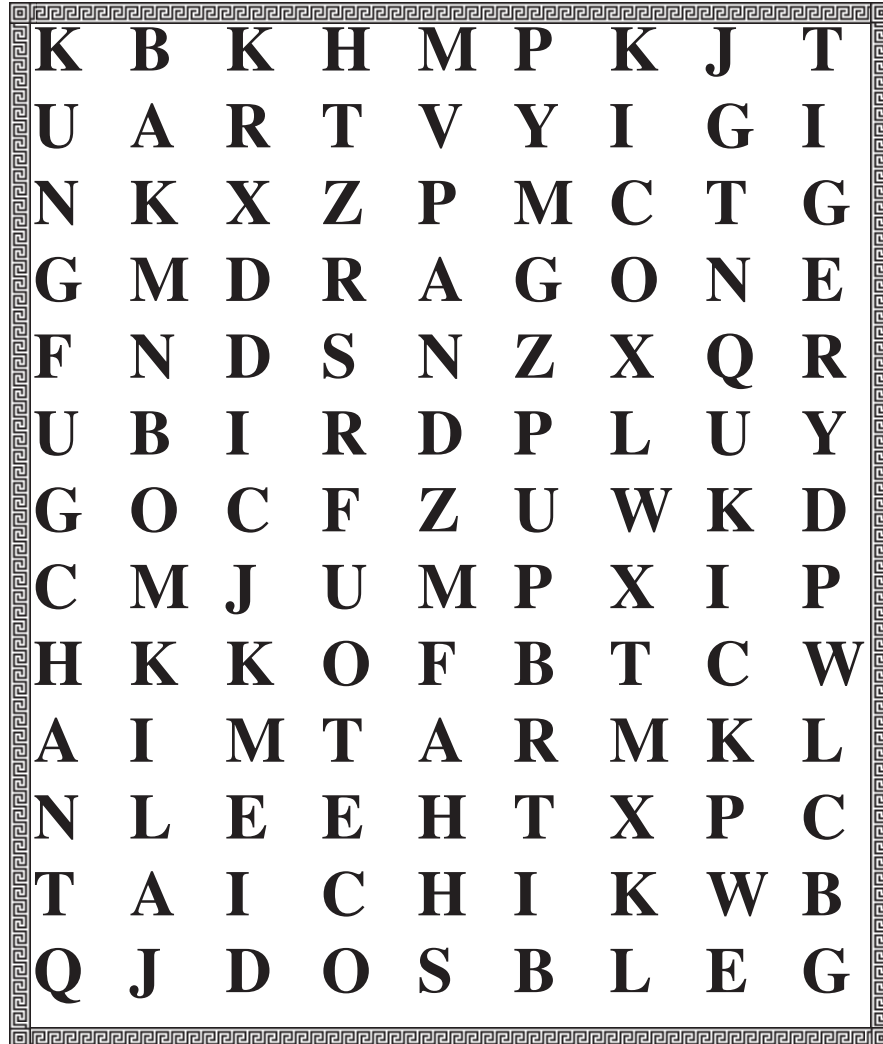 K B K H M P K J T
U A R T V Y I G I
N K X Z P M C T G
G M D R A G O N E
F N D S N Z X Q R
U B I R D P L U Y
G O C F Z U W K D
C M J U M P X I P
H K K O F B T C W
A I M T A R M K L
N L E E H T X P C
T A I C H I K W B
Q J D O S B L E G